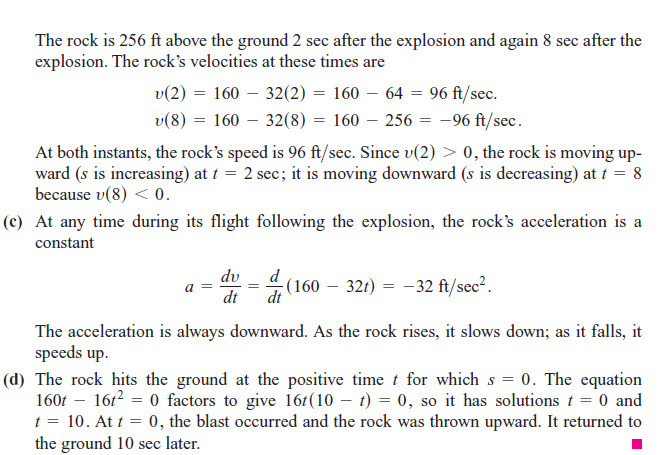 The rock is 256 ft above the ground 2 sec after the explosion and again 8 sec after the
explosion. The rock's velocities at these times are
v(2) = 160 − 32(2) = 160 − 64 = 96 ft/sec.
v(8) = 160 − 32(8) = 160 − 256 = −96 ft/sec.
At both instants, the rock's speed is 96 ft/sec. Since v(2) > 0, the rock is moving up-
ward (s is increasing) at t = 2 sec; it is moving downward (s is decreasing) at t = 8
because v(8) < 0.
(c) At any time during its flight following the explosion, the rock's acceleration is a
constant
a = dv/dt = d/dt (160 − 32t) = −32 ft/sec².
The acceleration is always downward. As the rock rises, it slows down; as it falls, it
speeds up.
(d) The rock hits the ground at the positive time t for which s = 0. The equation
160t − 16t² = 0 factors to give 16t(10 − t) = 0, so it has solutions t = 0 and
t = 10. At t = 0, the blast occurred and the rock was thrown upward. It returned to
the ground 10 sec later.